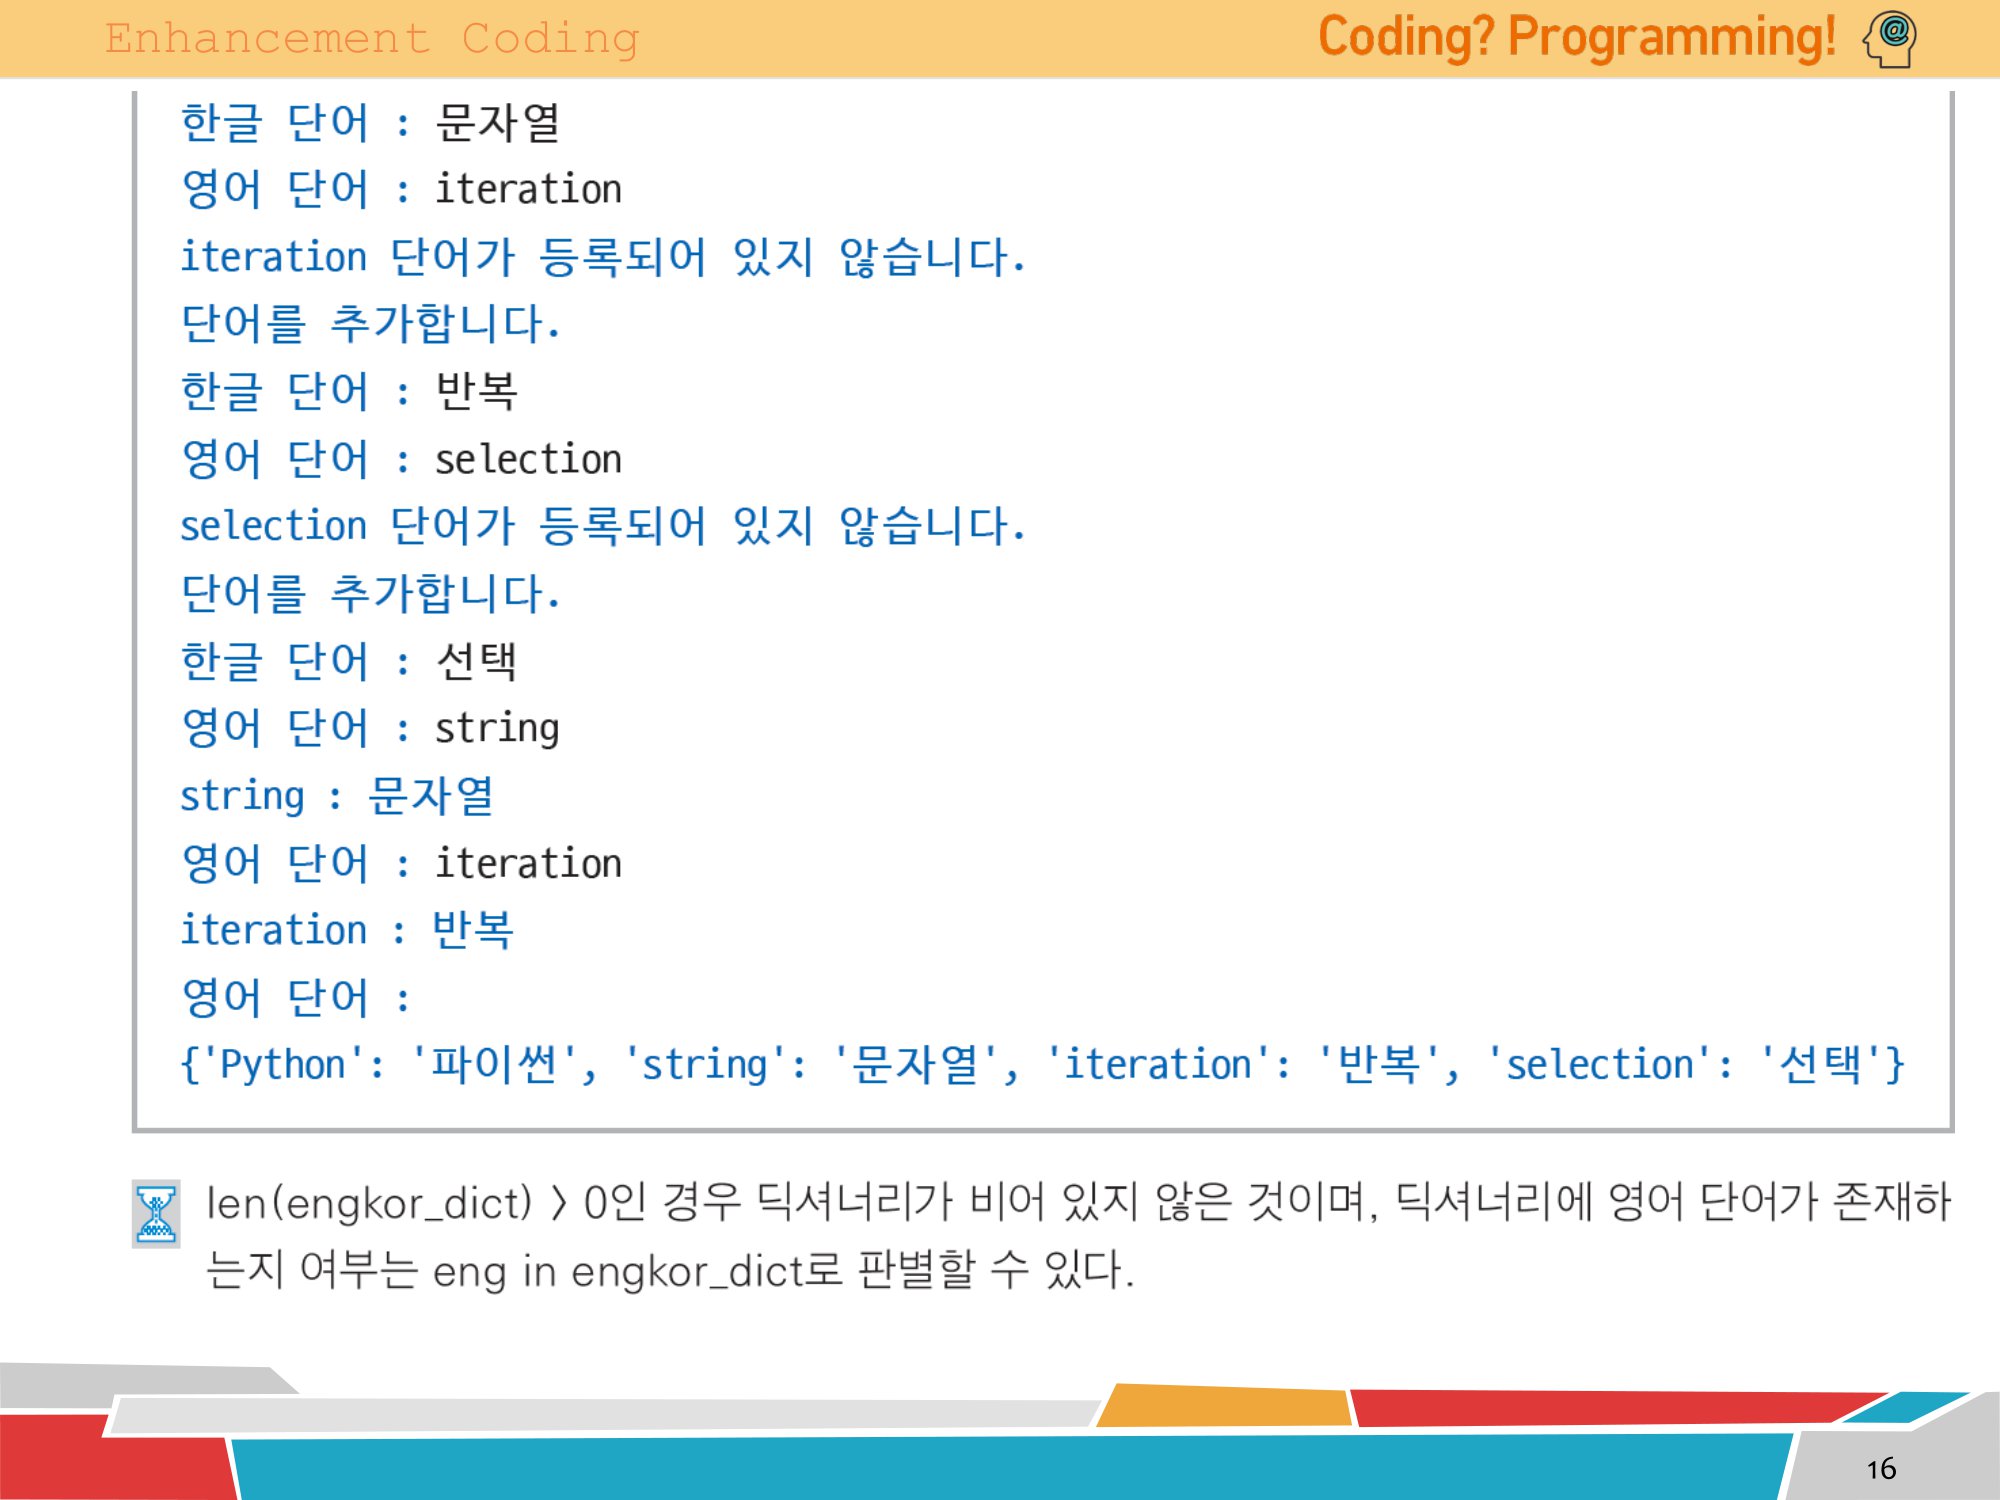 Enhancement Coding
Coding? Programming!
한글 단어 : 문자열
영어 단어 : iteration
iteration 단어가 등록되어 있지 않습니다.
단어를 추가합니다.
한글 단어 : 반복
영어 단어 : selection
selection 단어가 등록되어 있지 않습니다.
단어를 추가합니다.
한글 단어 : 선택
영어 단어 : string
string : 문자열
영어 단어 : iteration
iteration : 반복
영어 단어 :
{'Python': '파이썬', 'string': '문자열', 'iteration': '반복', 'selection': '선택'}
len(engkor_dict) > 0인 경우 딕셔너리가 비어 있지 않은 것이며, 딕셔너리에 영어 단어가 존재하
는지 여부는 eng in engkor_dict로 판별할 수 있다.
16